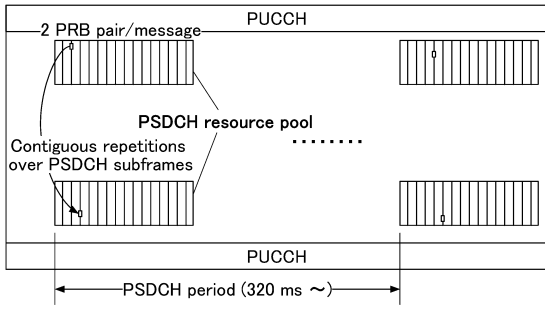 PUCCH
2 PRB pair/message
PSDCH resource pool
Contiguous repetitions
over PSDCH subframes
PUCCH
PSDCH period (320 ms ~)